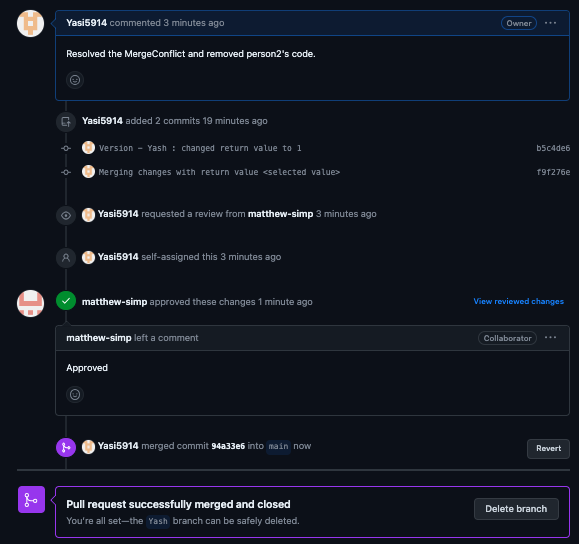 Yasi5914 commented 3 minutes ago Owner ...
Resolved the MergeConflict and removed person2's code.
Yasi5914 added 2 commits 19 minutes ago
Version - Yash : changed return value to 1 b5c4de6
Merging changes with return value <selected value> f9f276e
Yasi5914 requested a review from matthew-simp 3 minutes ago
Yasi5914 self-assigned this 3 minutes ago
matthew-simp approved these changes 1 minute ago View reviewed changes
matthew-simp left a comment Collaborator ...
Approved
Yasi5914 merged commit 94a33e6 into main now Revert
Pull request successfully merged and closed
You're all set—the Yash branch can be safely deleted.
Delete branch